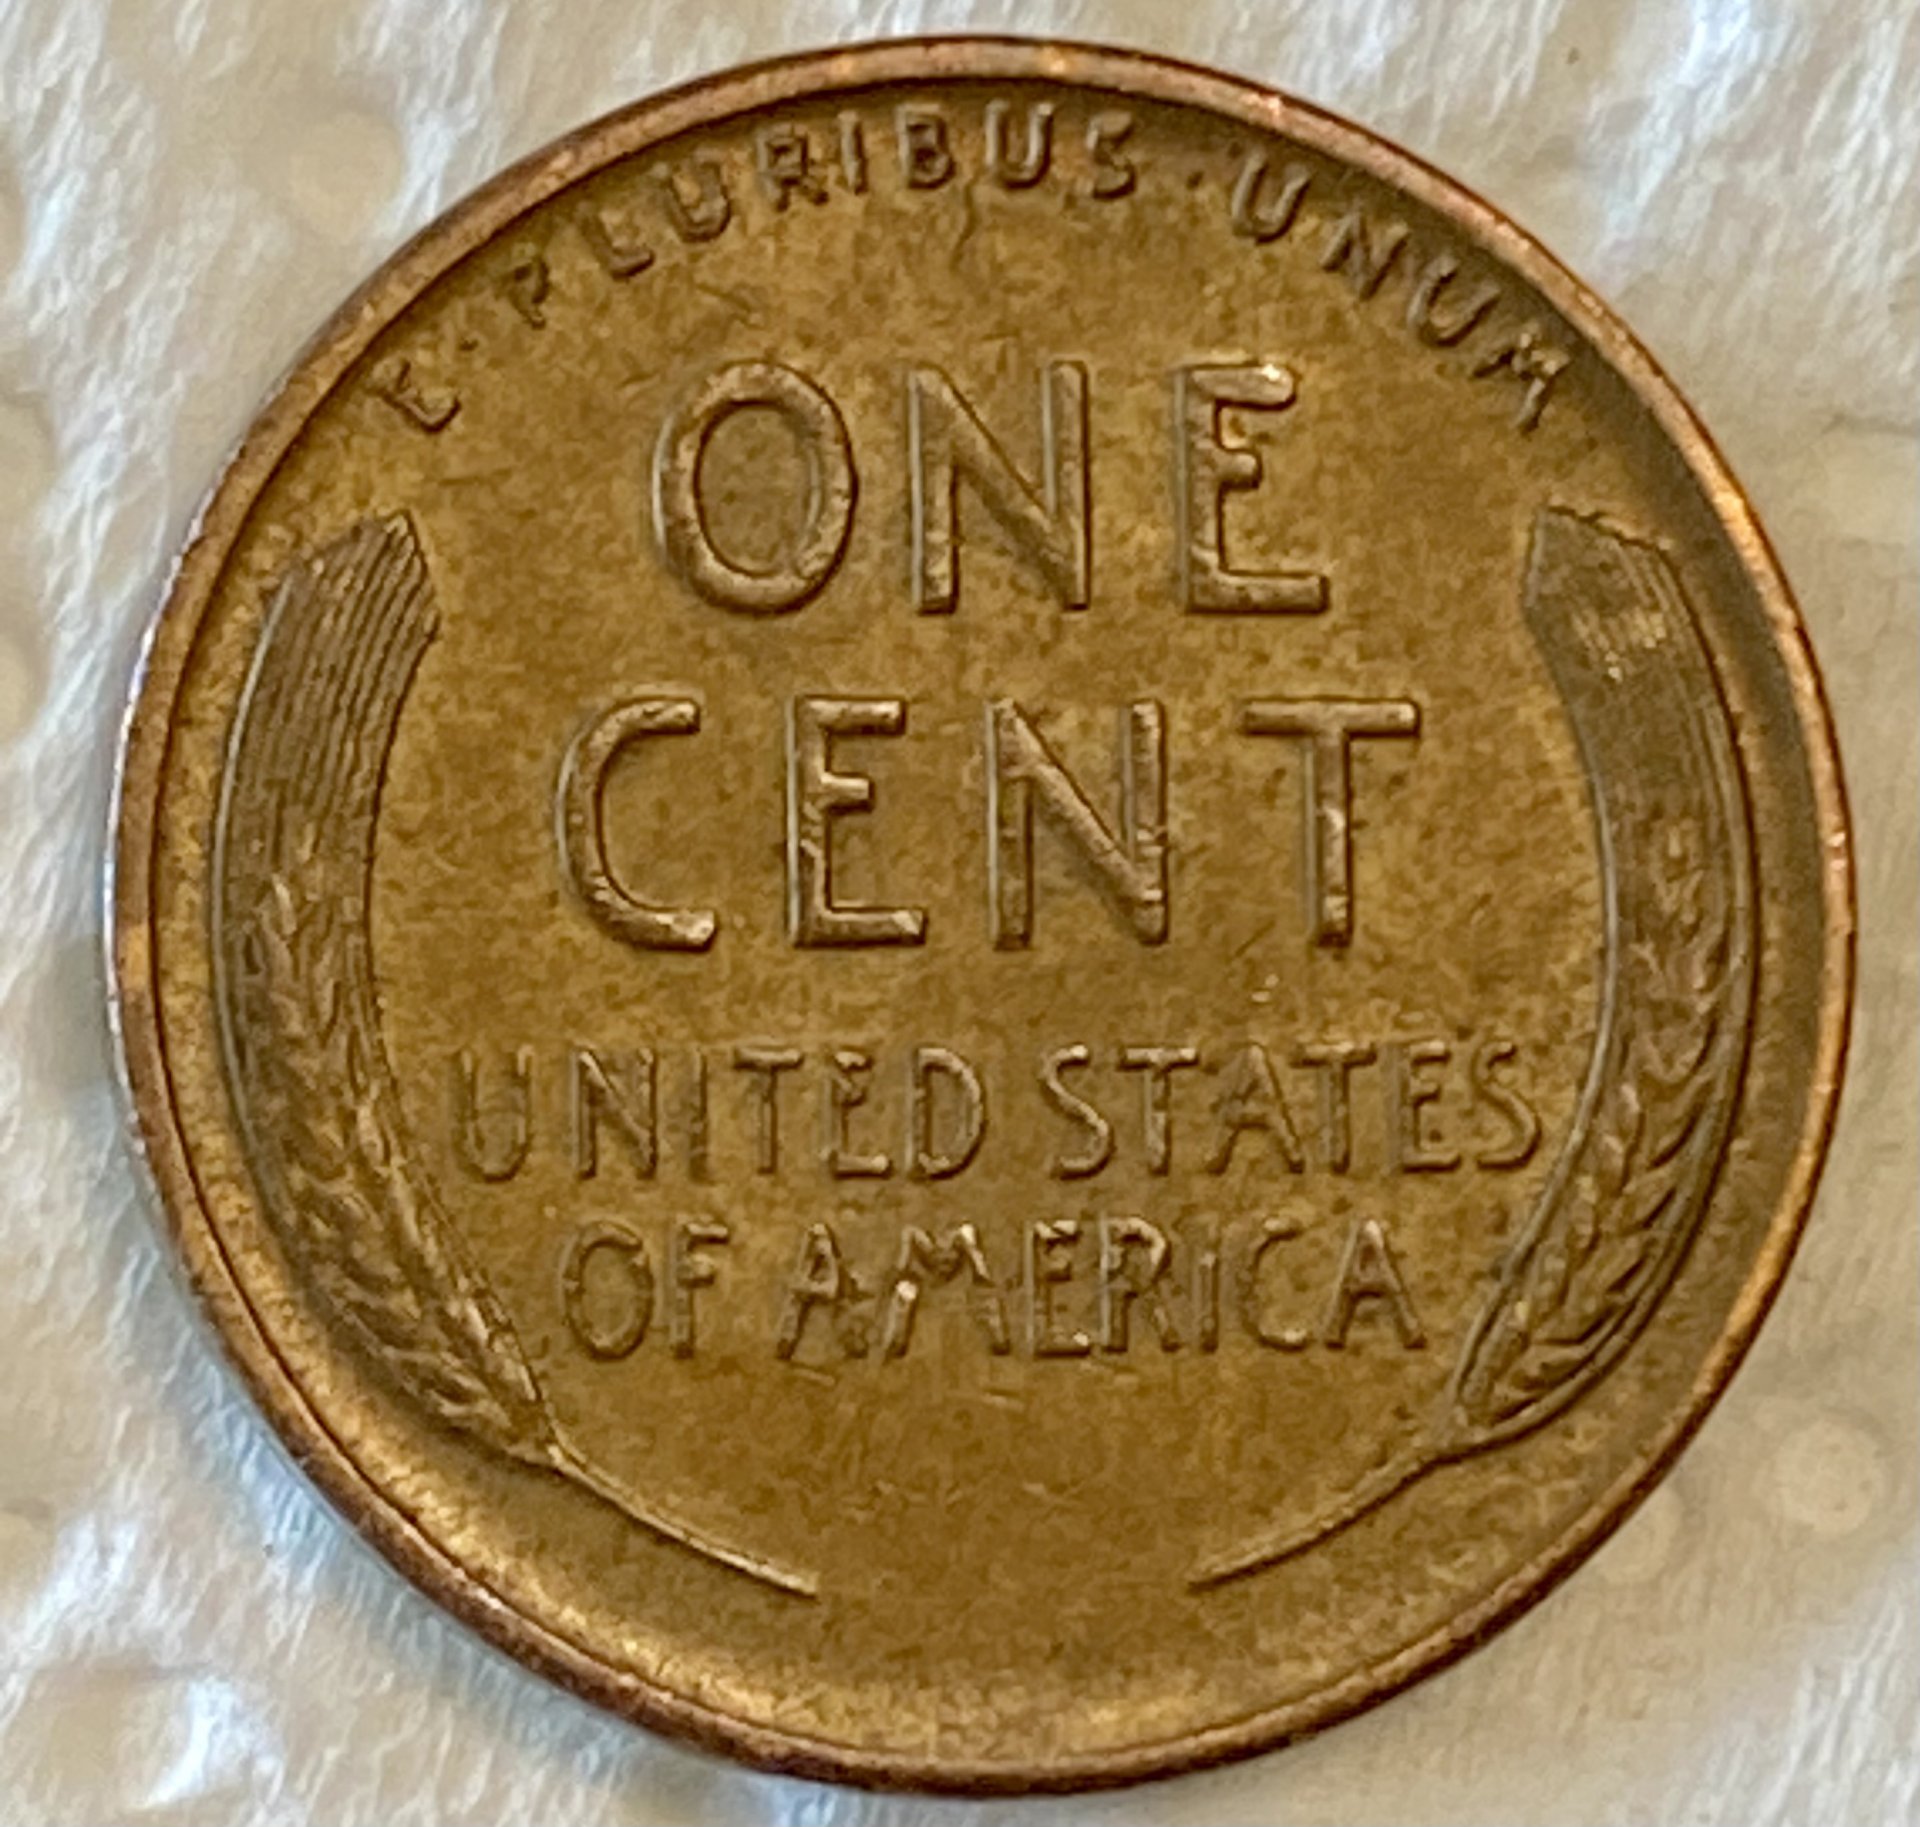 E·PLURIBUS·UNUM
ONE
CENT
UNITED STATES
OF AMERICA